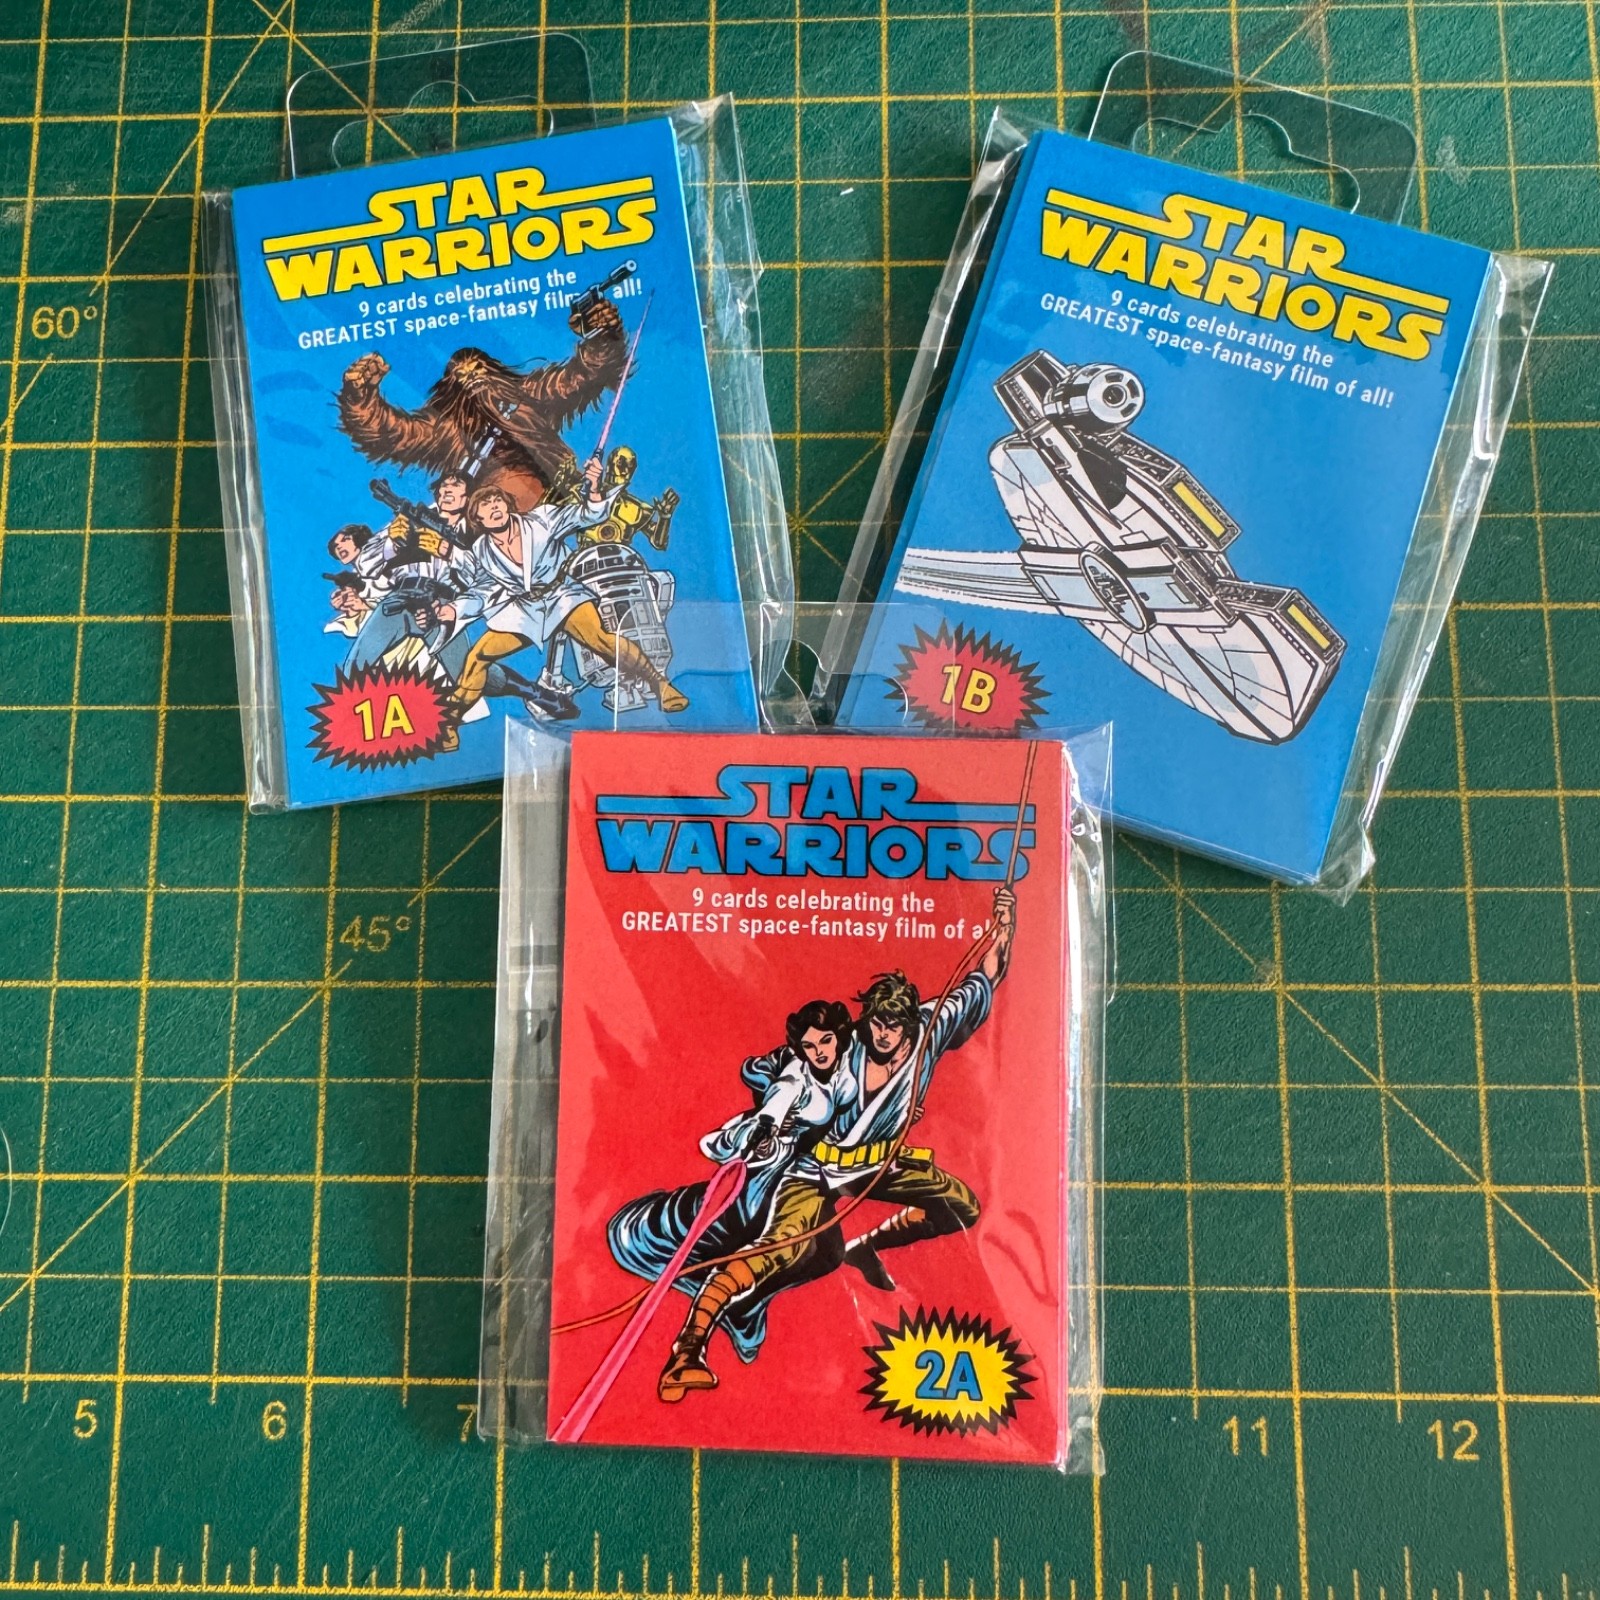 STAR
WARRIORS
9 cards celebrating the
GREATEST space-fantasy film all!
1A
STAR
WARRIORS
9 cards celebrating the
GREATEST space-fantasy film of all!
1B
STAR
WARRIORS
9 cards celebrating the
GREATEST space-fantasy film of al
2A
60°
45°
5
6
7
11
12